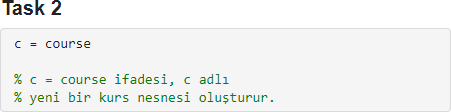 Task 2
c = course
% c = course ifadesi, c adlı
% yeni bir kurs nesnesi oluşturur.